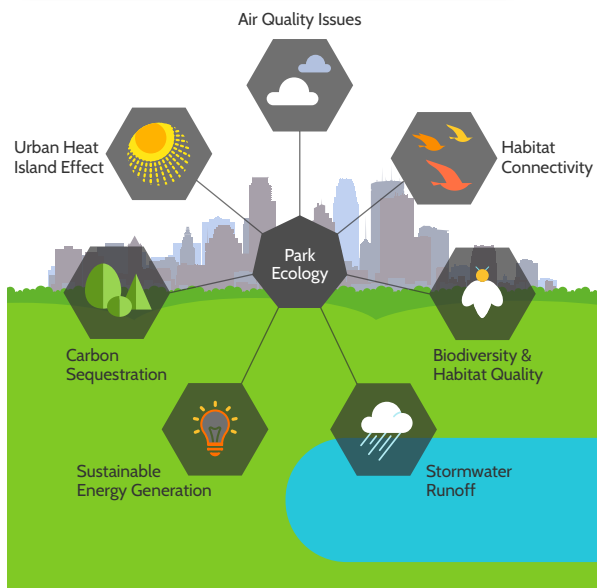 Air Quality Issues
Urban Heat
Island Effect
Habitat
Connectivity
Park
Ecology
Carbon
Sequestration
Biodiversity &
Habitat Quality
Sustainable
Energy Generation
Stormwater
Runoff